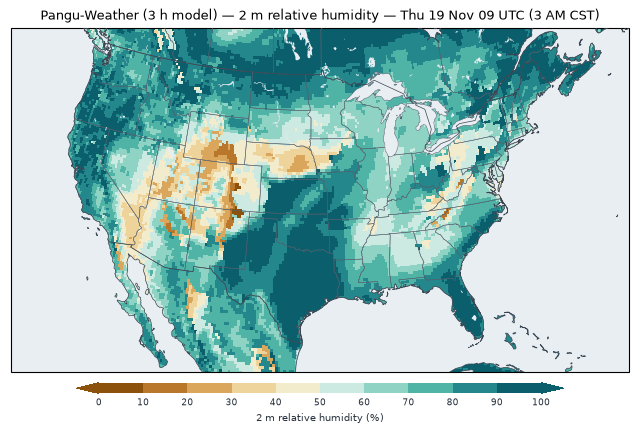 Pangu-Weather (3 h model) — 2 m relative humidity — Thu 19 Nov 09 UTC (3 AM CST)
0 10 20 30 40 50 60 70 80 90 100
2 m relative humidity (%)